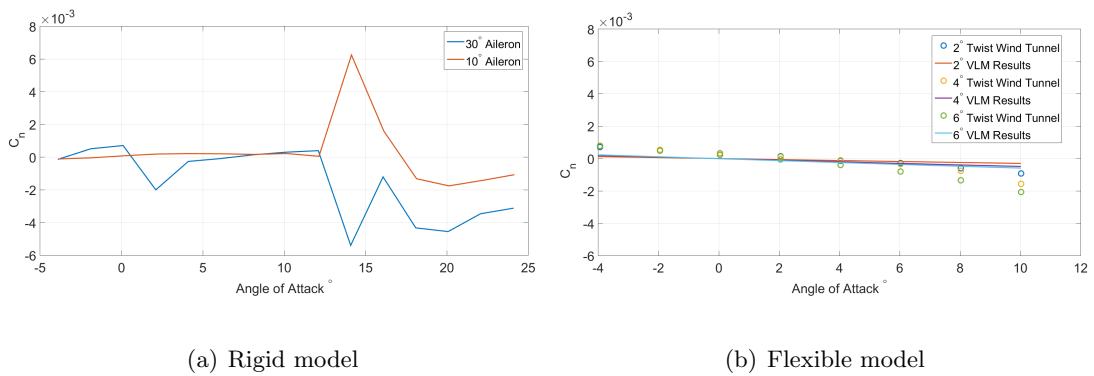 ×10⁻³
8
6
4
2
0
-2
-4
-6
Cₙ
-5
0
5
10
15
20
25
Angle of Attack °
30° Aileron
10° Aileron
(a) Rigid model
×10⁻³
8
6
4
2
0
-2
-4
-6
Cₙ
-4
-2
0
2
4
6
8
10
12
Angle of Attack °
2° Twist Wind Tunnel
2° VLM Results
4° Twist Wind Tunnel
4° VLM Results
6° Twist Wind Tunnel
6° VLM Results
(b) Flexible model